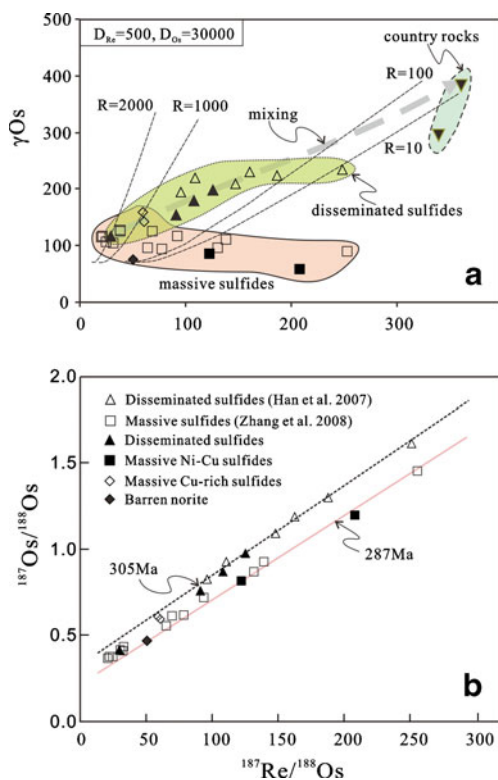 D_Re=500, D_Os=30000
country rocks
R=100
R=2000
R=1000
mixing
R=10
disseminated sulfides
massive sulfides
a
γOs
500
400
300
200
100
0
0
100
200
300
b
△ Disseminated sulfides (Han et al. 2007)
□ Massive sulfides (Zhang et al. 2008)
▲ Disseminated sulfides
■ Massive Ni-Cu sulfides
◇ Massive Cu-rich sulfides
◆ Barren norite
305Ma
287Ma
¹⁸⁷Os/¹⁸⁸Os
2.0
1.5
1.0
0.5
0.0
0 50 100 150 200 250 300
¹⁸⁷Re/¹⁸⁸Os